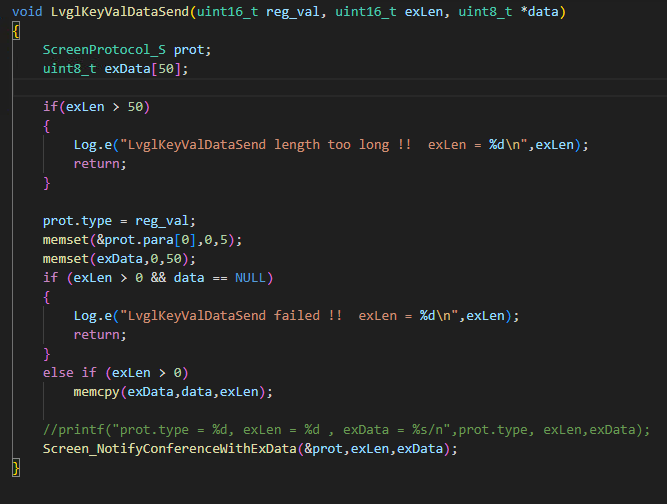 void LvglKeyValDataSend(uint16_t reg_val, uint16_t exLen, uint8_t *data)
{
    ScreenProtocol_S prot;
    uint8_t exData[50];

    if(exLen > 50)
    {
        Log.e("LvglKeyValDataSend length too long !!  exLen = %d\n",exLen);
        return;
    }

    prot.type = reg_val;
    memset(&prot.para[0],0,5);
    memset(exData,0,50);
    if (exLen > 0 && data == NULL)
    {
        Log.e("LvglKeyValDataSend failed !!  exLen = %d\n",exLen);
        return;
    }
    else if (exLen > 0)
        memcpy(exData,data,exLen);

    //printf("prot.type = %d, exLen = %d , exData = %s/n",prot.type, exLen,exData);
    Screen_NotifyConferenceWithExData(&prot,exLen,exData);
}